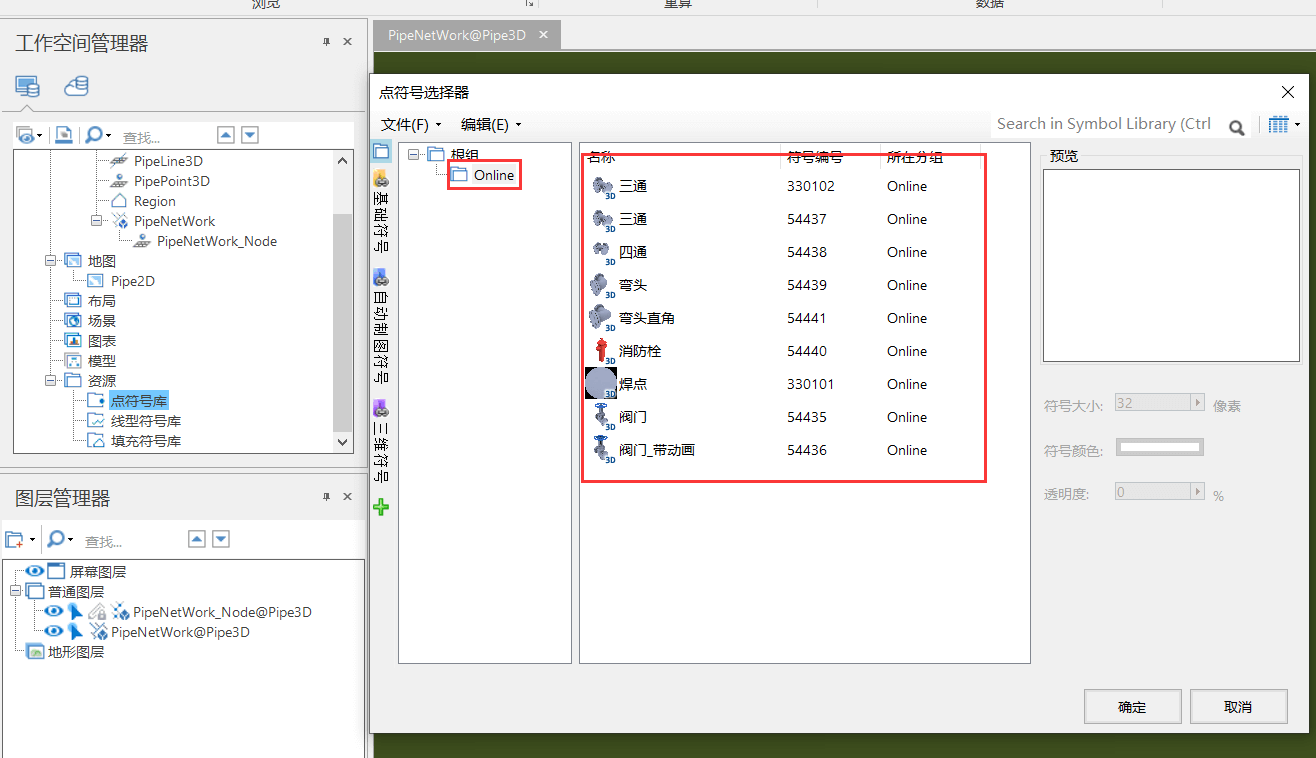 浏览
重算
数据
工作空间管理器
查找...
PipeLine3D
PipePoint3D
Region
PipeNetWork
PipeNetWork_Node
地图
Pipe2D
布局
场景
图表
模型
资源
点符号库
线型符号库
填充符号库
图层管理器
查找...
屏幕图层
普通图层
PipeNetWork_Node@Pipe3D
PipeNetWork@Pipe3D
地形图层
PipeNetWork@Pipe3D
点符号选择器
文件(F)
编辑(E)
Search in Symbol Library (Ctrl
基础符号
自动制图符号
三维符号
根组
Online
名称 符号编号 所在分组
三通 330102 Online
三通 54437 Online
四通 54438 Online
弯头 54439 Online
弯头直角 54441 Online
消防栓 54440 Online
焊点 330101 Online
阀门 54435 Online
阀门_带动画 54436 Online
预览
符号大小: 32 像素
符号颜色:
透明度: 0 %
确定
取消